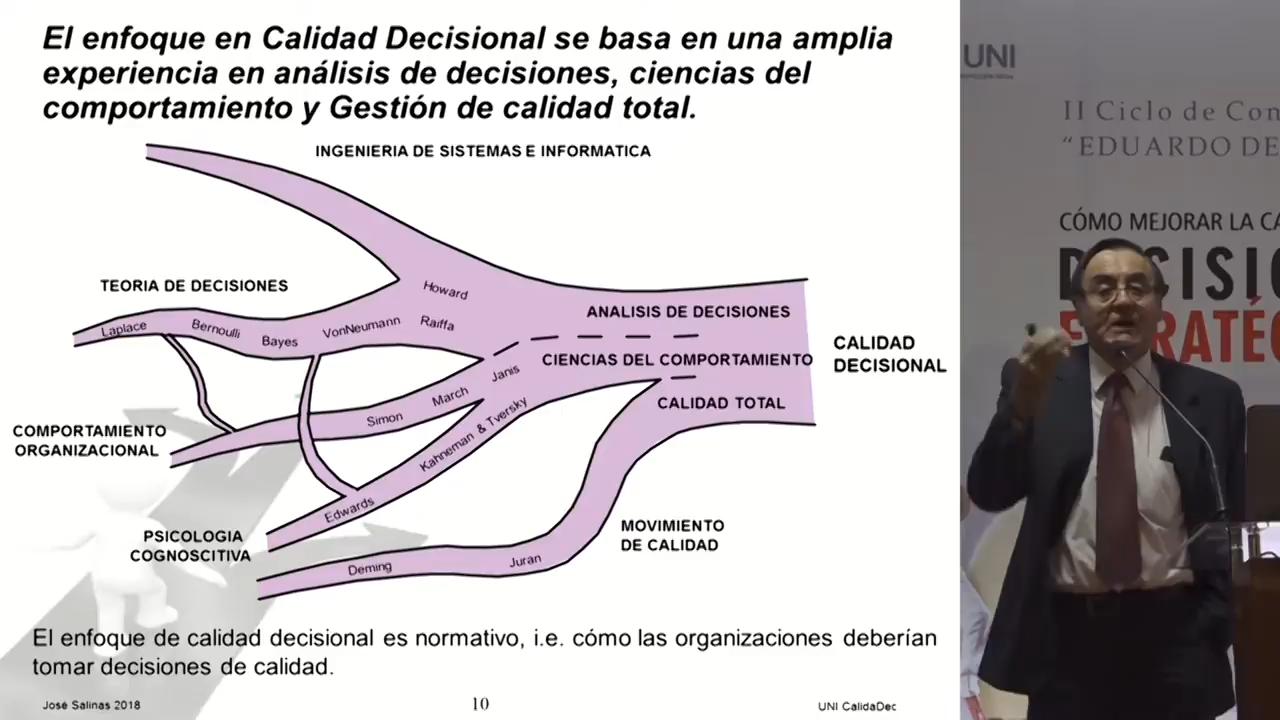 El enfoque en Calidad Decisional se basa en una amplia
experiencia en análisis de decisiones, ciencias del
comportamiento y Gestión de calidad total.
INGENIERIA DE SISTEMAS E INFORMATICA
TEORIA DE DECISIONES
Laplace
Bernoulli
Bayes
VonNeumann
Howard
Raiffa
ANALISIS DE DECISIONES
CIENCIAS DEL COMPORTAMIENTO
CALIDAD TOTAL
CALIDAD
DECISIONAL
Janis
March
Simon
COMPORTAMIENTO
ORGANIZACIONAL
Kahneman & Tversky
Edwards
PSICOLOGIA
COGNOSCITIVA
MOVIMIENTO
DE CALIDAD
Deming
Juran
El enfoque de calidad decisional es normativo, i.e. cómo las organizaciones deberían
tomar decisiones de calidad.
José Salinas 2018
10
UNI CalidaDec
UNI
II Ciclo de Con
“EDUARDO DE
CÓMO MEJORAR LA CA